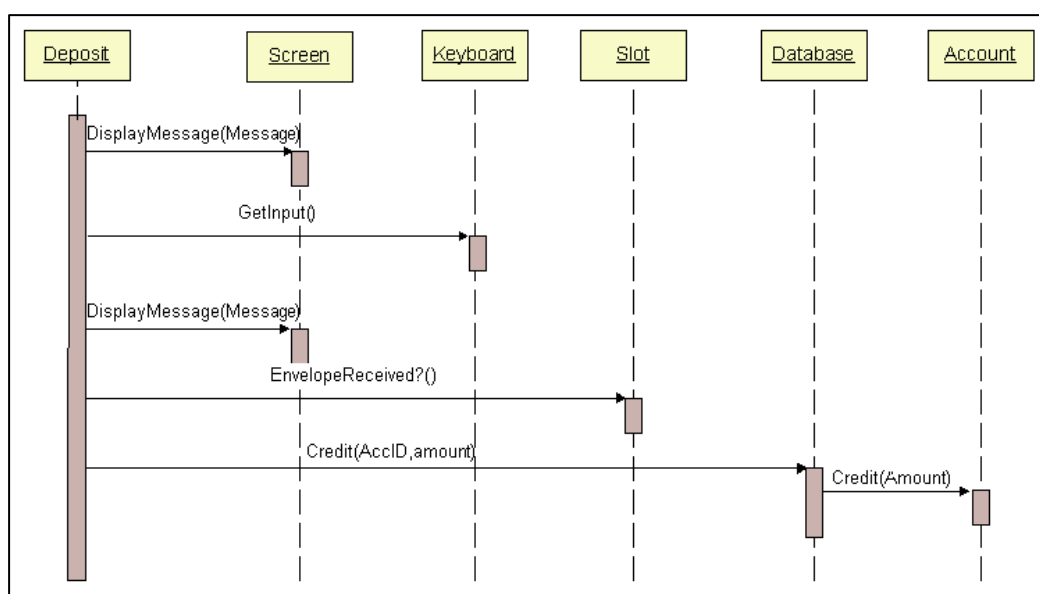 Deposit Screen Keyboard Slot Database Account
DisplayMessage(Message)
GetInput()
DisplayMessage(Message)
EnvelopeReceived?()
Credit(AccID,amount)
Credit(Amount)